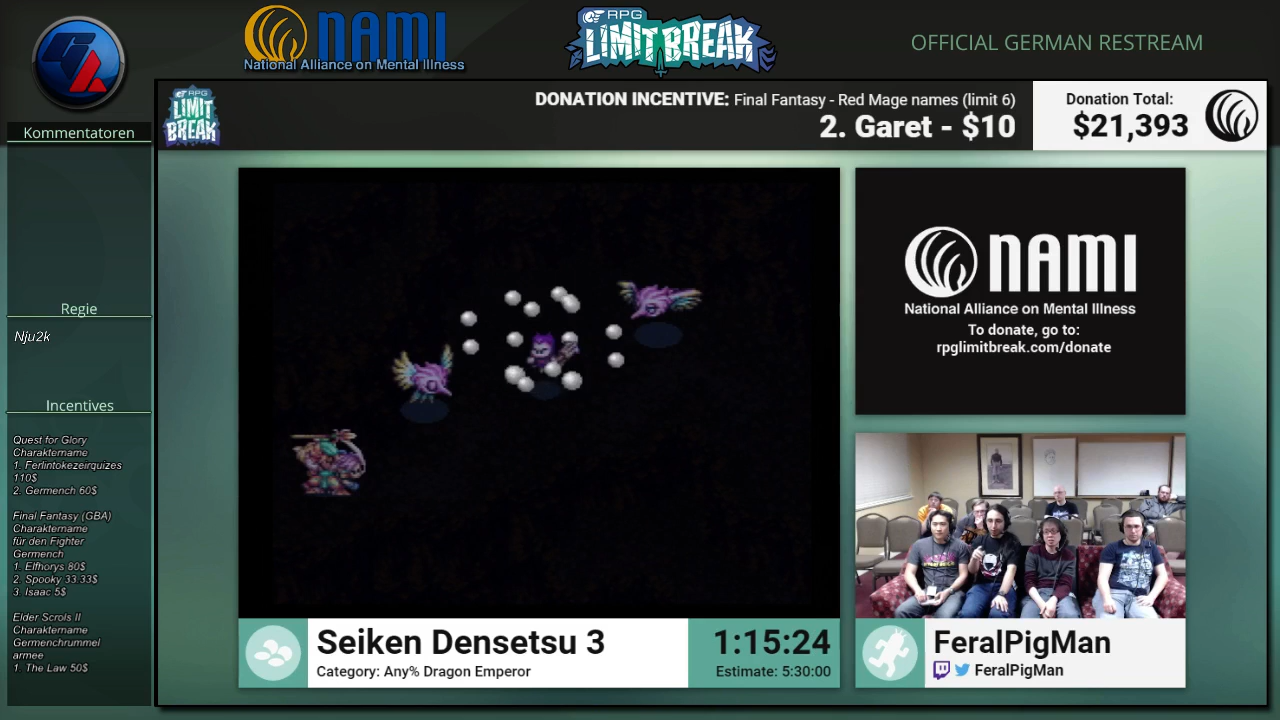 NAMI
National Alliance on Mental Illness
RPG
LIMIT BREAK
OFFICIAL GERMAN RESTREAM
Kommentatoren
Regie
Nju2k
Incentives
Quest for Glory
Charaktername
1. Ferlintokezeirquizes
110$
2. Germench 60$
Final Fantasy (GBA)
Charaktername
für den Fighter
Germench
1. Elfhorys 80$
2. Spooky 33.33$
3. Isaac 5$
Elder Scrols II
Charaktername
Germenchrummel
armee
1. The Law 50$
RPG
LIMIT
BREAK
DONATION INCENTIVE: Final Fantasy - Red Mage names (limit 6)
2. Garet - $10
Donation Total:
$21,393
NAMI
National Alliance on Mental Illness
To donate, go to:
rpglimitbreak.com/donate
Seiken Densetsu 3
Category: Any% Dragon Emperor
1:15:24
Estimate: 5:30:00
FeralPigMan
FeralPigMan